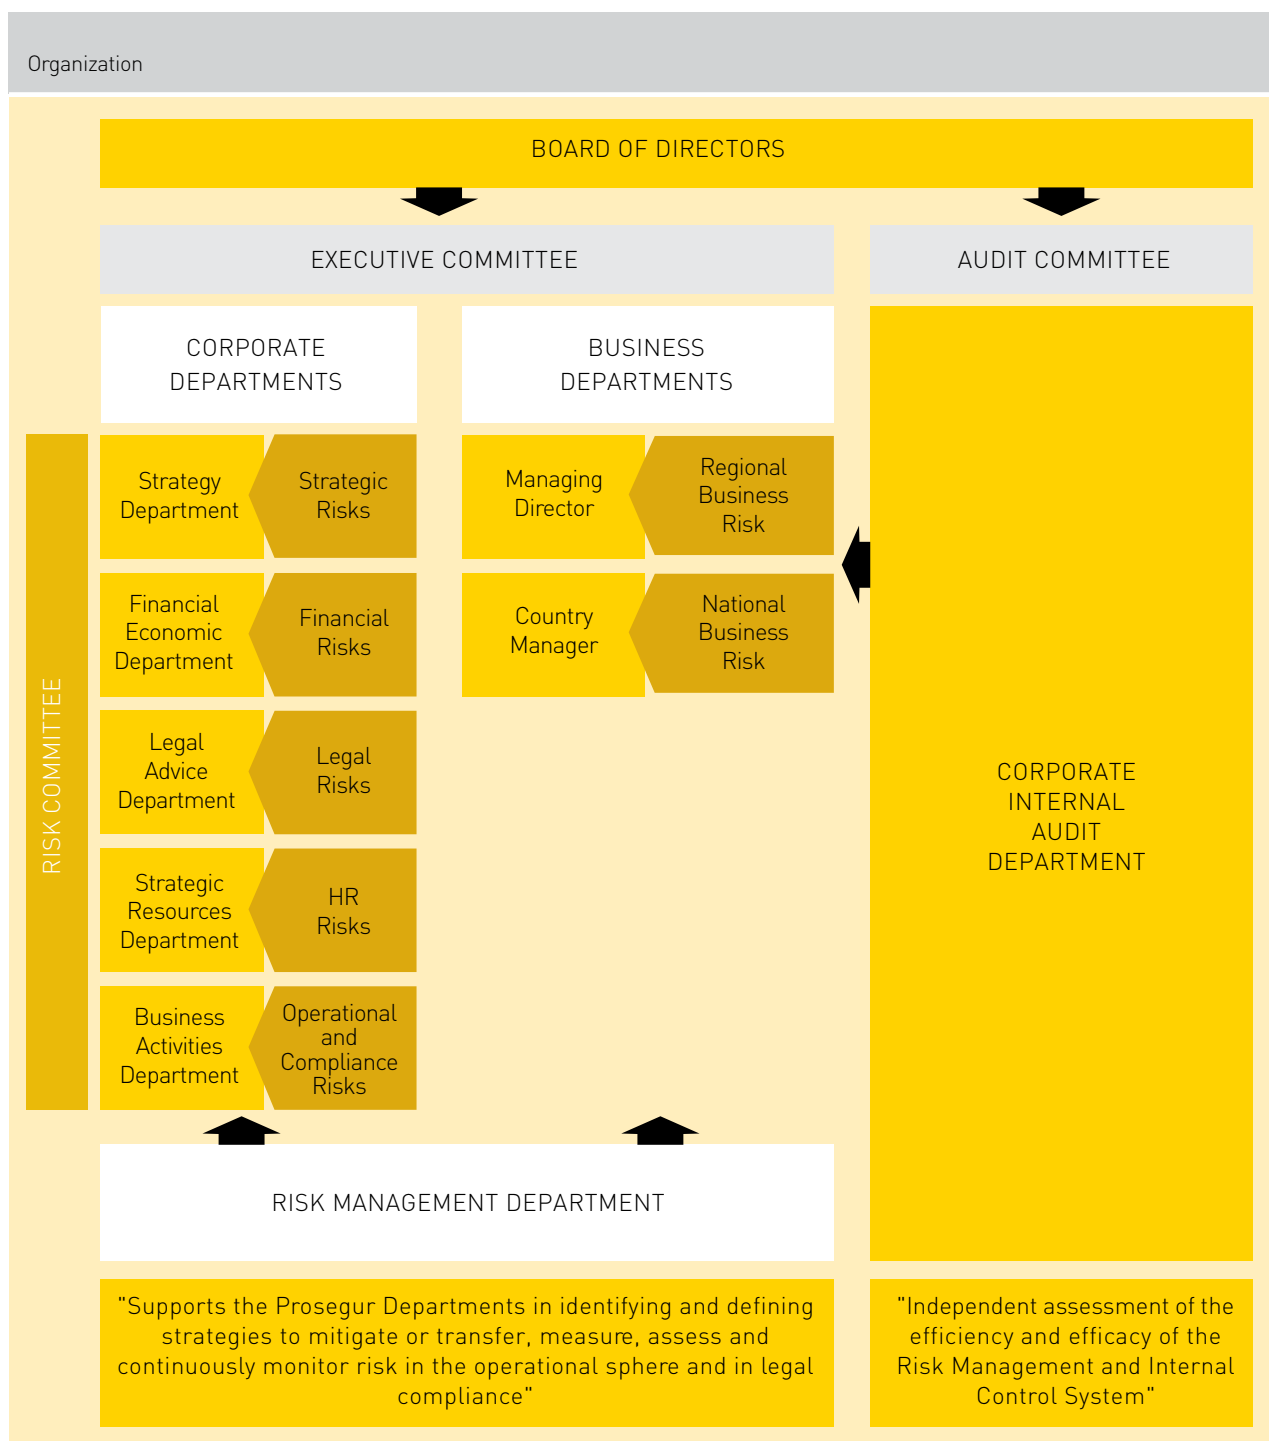 Organization
BOARD OF DIRECTORS
EXECUTIVE COMMITTEE
AUDIT COMMITTEE
CORPORATE
DEPARTMENTS
BUSINESS
DEPARTMENTS
RISK COMMITTEE
Strategy
Department
Strategic
Risks
Managing
Director
Regional
Business
Risk
Financial
Economic
Department
Financial
Risks
Country
Manager
National
Business
Risk
Legal
Advice
Department
Legal
Risks
Strategic
Resources
Department
HR
Risks
Business
Activities
Department
Operational
and
Compliance
Risks
CORPORATE
INTERNAL
AUDIT
DEPARTMENT
RISK MANAGEMENT DEPARTMENT
"Supports the Prosegur Departments in identifying and defining
strategies to mitigate or transfer, measure, assess and
continuously monitor risk in the operational sphere and in legal
compliance"
"Independent assessment of the
efficiency and efficacy of the
Risk Management and Internal
Control System"